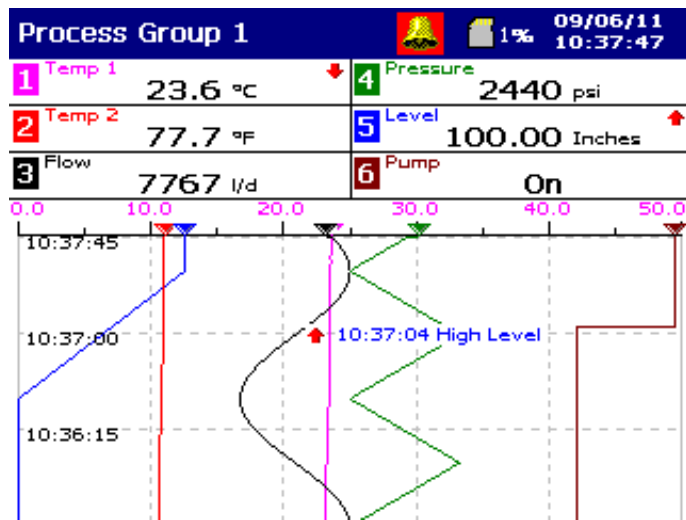 Process Group 1
1%
09/06/11
10:37:47
1 Temp 1
23.6 °C
4 Pressure
2440 psi
2 Temp 2
77.7 °F
5 Level
100.00 Inches
3 Flow
7767 l/d
6 Pump
On
0.0 10.0 20.0 30.0 40.0 50.0
10:37:45
10:37:00
10:37:04 High Level
10:36:15